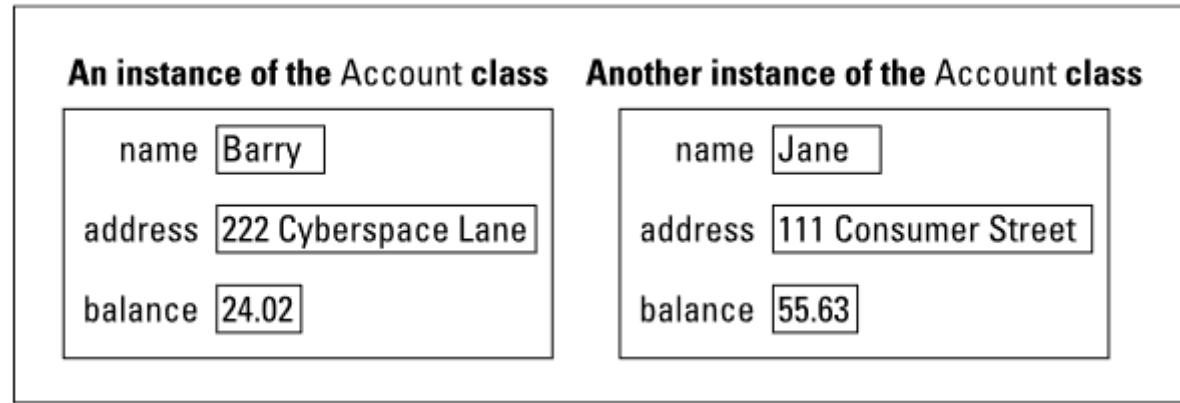 An instance of the Account class
name Barry
address 222 Cyberspace Lane
balance 24.02
Another instance of the Account class
name Jane
address 111 Consumer Street
balance 55.63